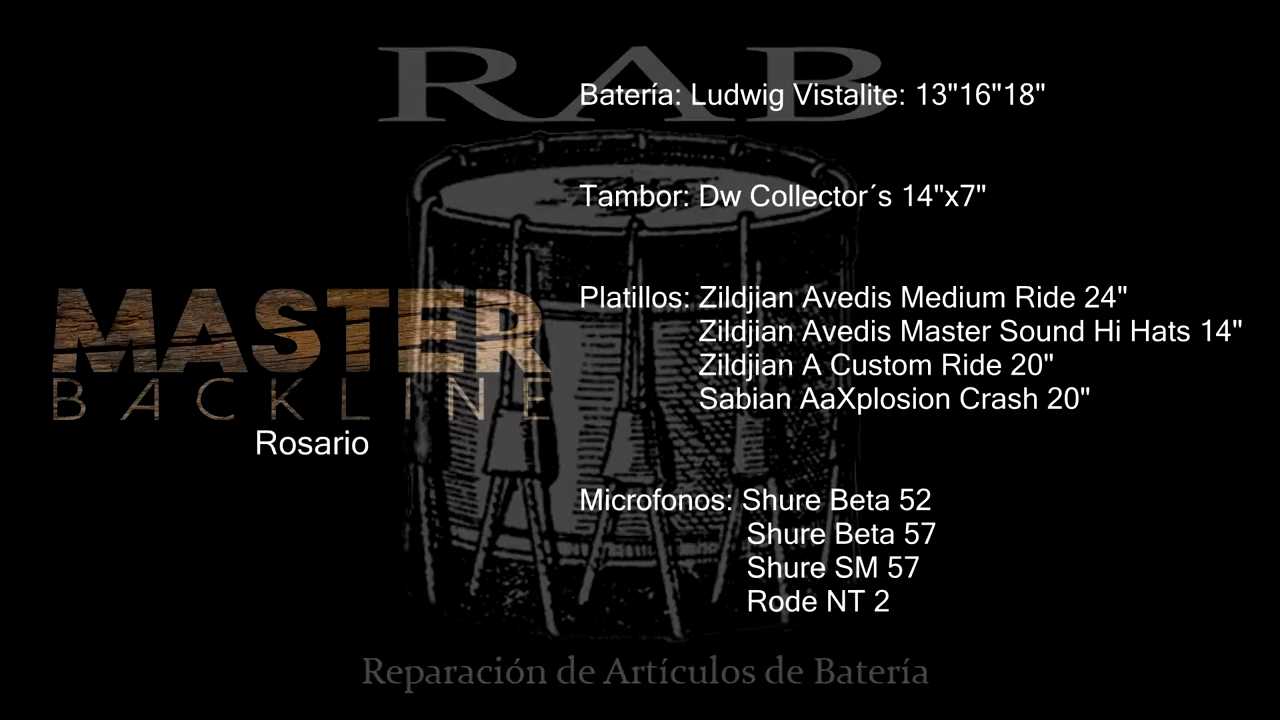 RAB
Batería: Ludwig Vistalite: 13"16"18"
Tambor: Dw Collector´s 14"x7"
Platillos: Zildjian Avedis Medium Ride 24"
Zildjian Avedis Master Sound Hi Hats 14"
Zildjian A Custom Ride 20"
Sabian AaXplosion Crash 20"
MASTER
BACKLINE
Rosario
Microfonos: Shure Beta 52
Shure Beta 57
Shure SM 57
Rode NT 2
Reparación de Artículos de Batería